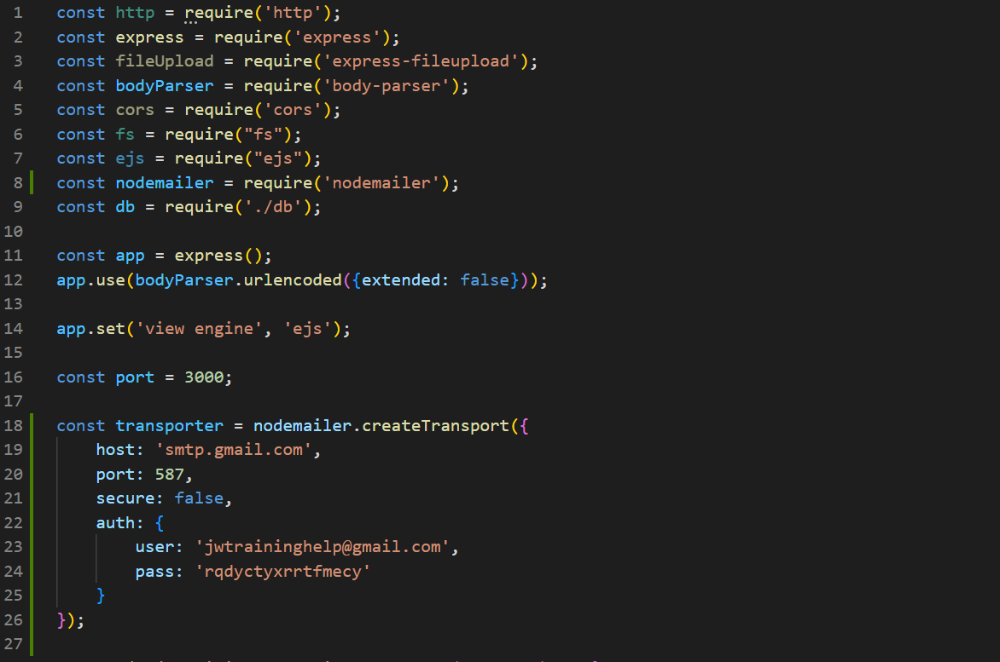 1 const http = require('http');
2 const express = require('express');
3 const fileUpload = require('express-fileupload');
4 const bodyParser = require('body-parser');
5 const cors = require('cors');
6 const fs = require("fs");
7 const ejs = require("ejs");
8 const nodemailer = require('nodemailer');
9 const db = require('./db');
10
11 const app = express();
12 app.use(bodyParser.urlencoded({extended: false}));
13
14 app.set('view engine', 'ejs');
15
16 const port = 3000;
17
18 const transporter = nodemailer.createTransport({
19 host: 'smtp.gmail.com',
20 port: 587,
21 secure: false,
22 auth: {
23 user: 'jwtraininghelp@gmail.com',
24 pass: 'rqdyctyxrrtfmecy'
25 }
26 });
27